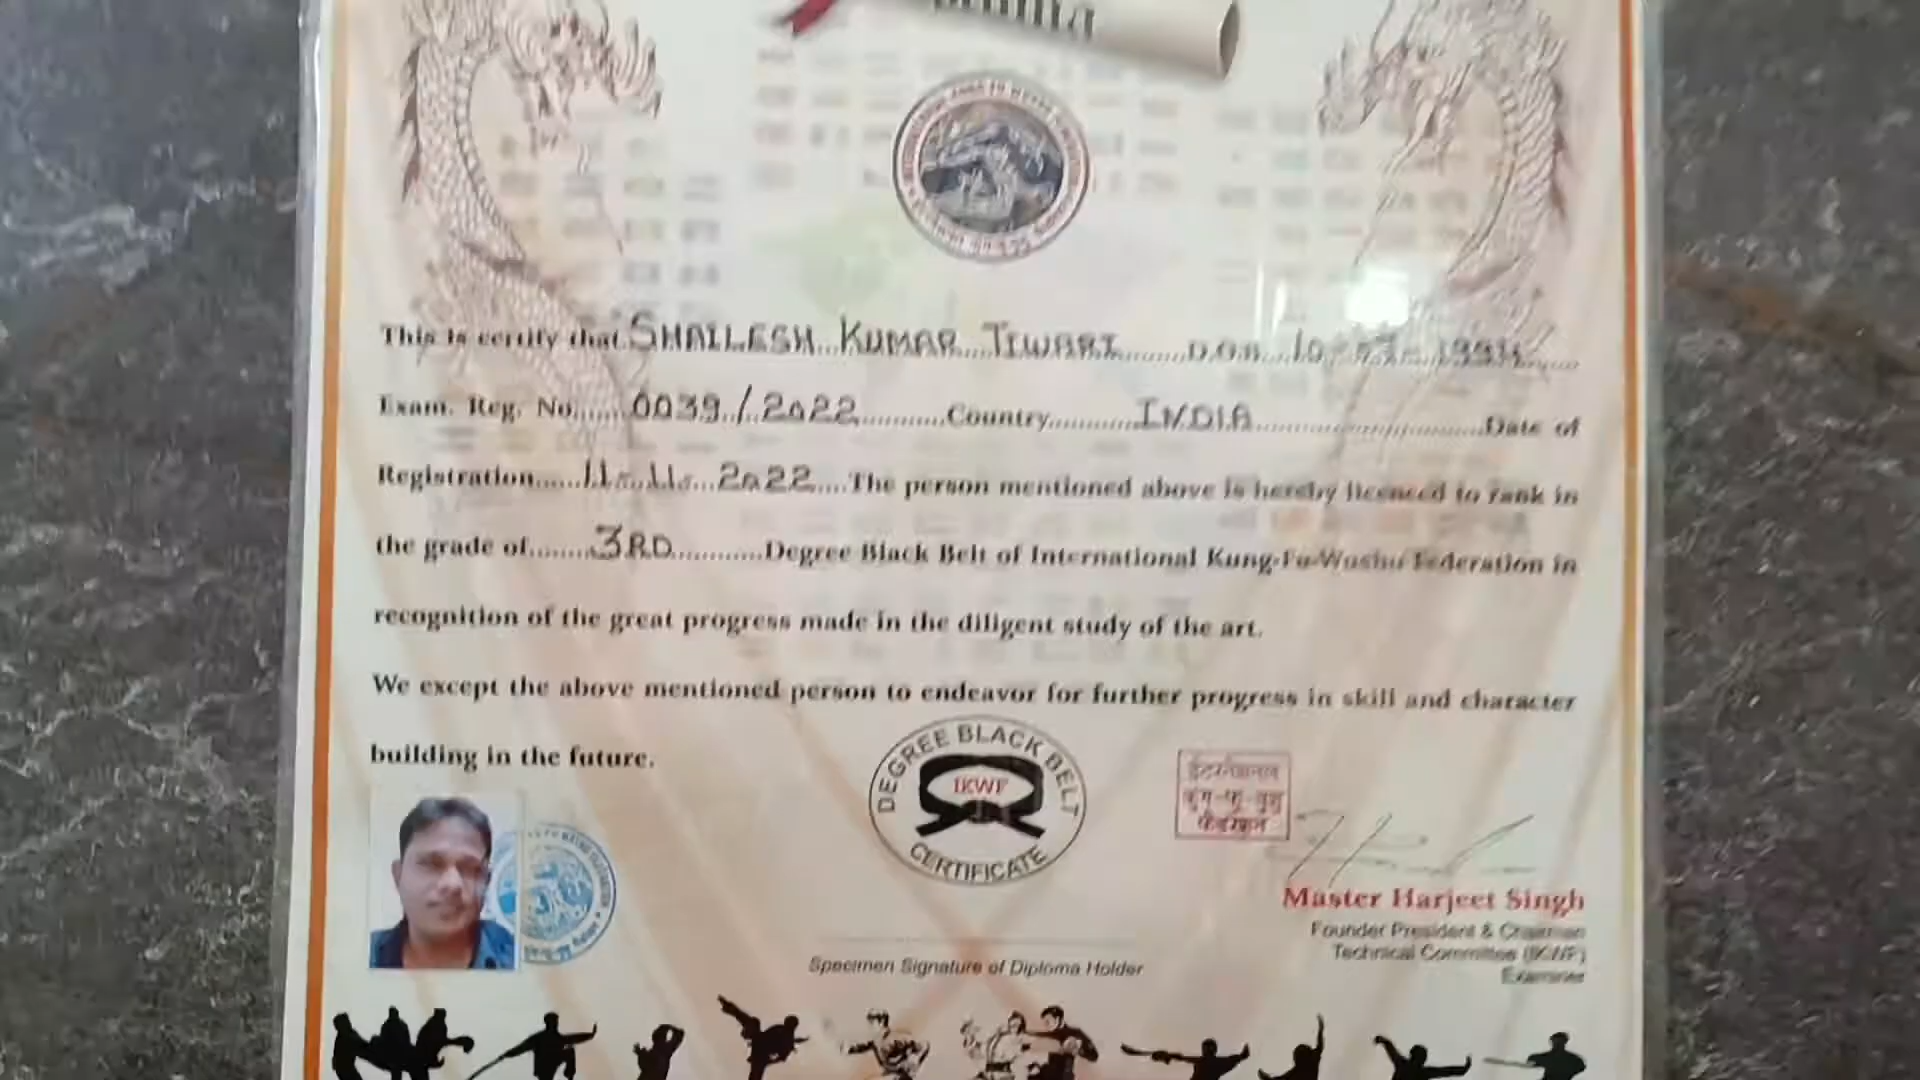 This is certify that SHAILESH KUMAR TIWARI D.O.B. 10-
Exam. Reg. No. 0039/2022 Country INDIA Date of
Registration 11-11-2022 The person mentioned above is hereby licenced to rank in
the grade of 3RD Degree Black Belt of International Kung-Fu-Wushu Federation in
recognition of the great progress made in the diligent study of the art.
We except the above mentioned person to endeavor for further progress in skill and character
building in the future.
DEGREE BLACK BELT
IKWF
CERTIFICATE
इंटरनेशनल
कुंग-फू-वुशु
फैडरेशन
Master Harjeet Singh
Founder President & Chairman
Technical Committee (IKWF)
Examiner
Specimen Signature of Diploma Holder